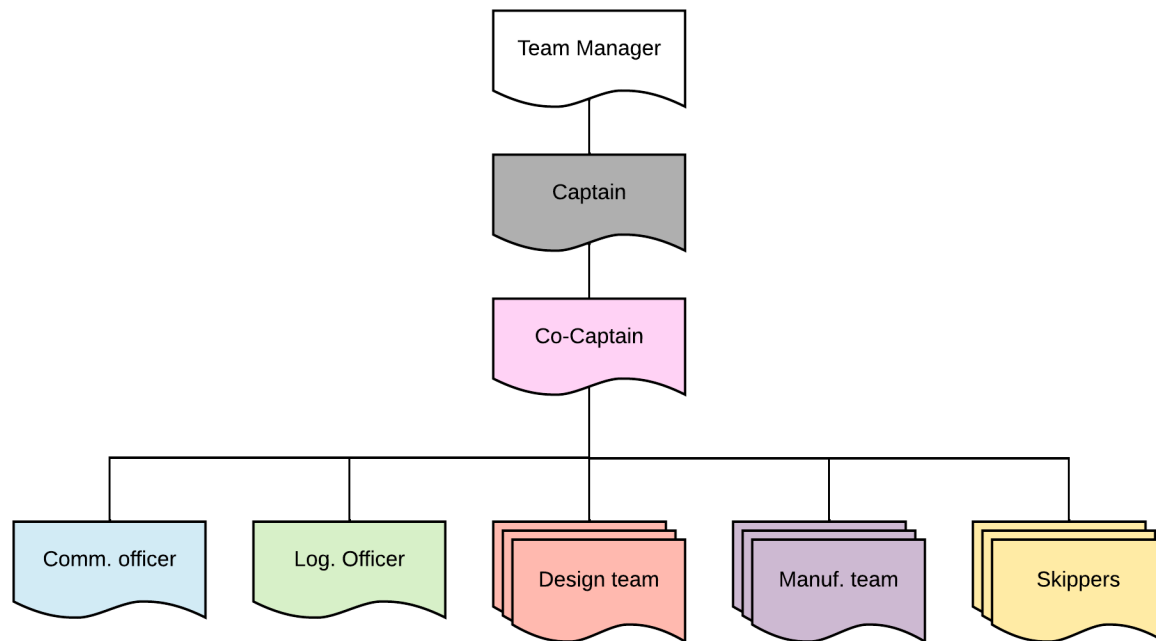 Team Manager
Captain
Co-Captain
Comm. officer
Log. Officer
Design team
Manuf. team
Skippers